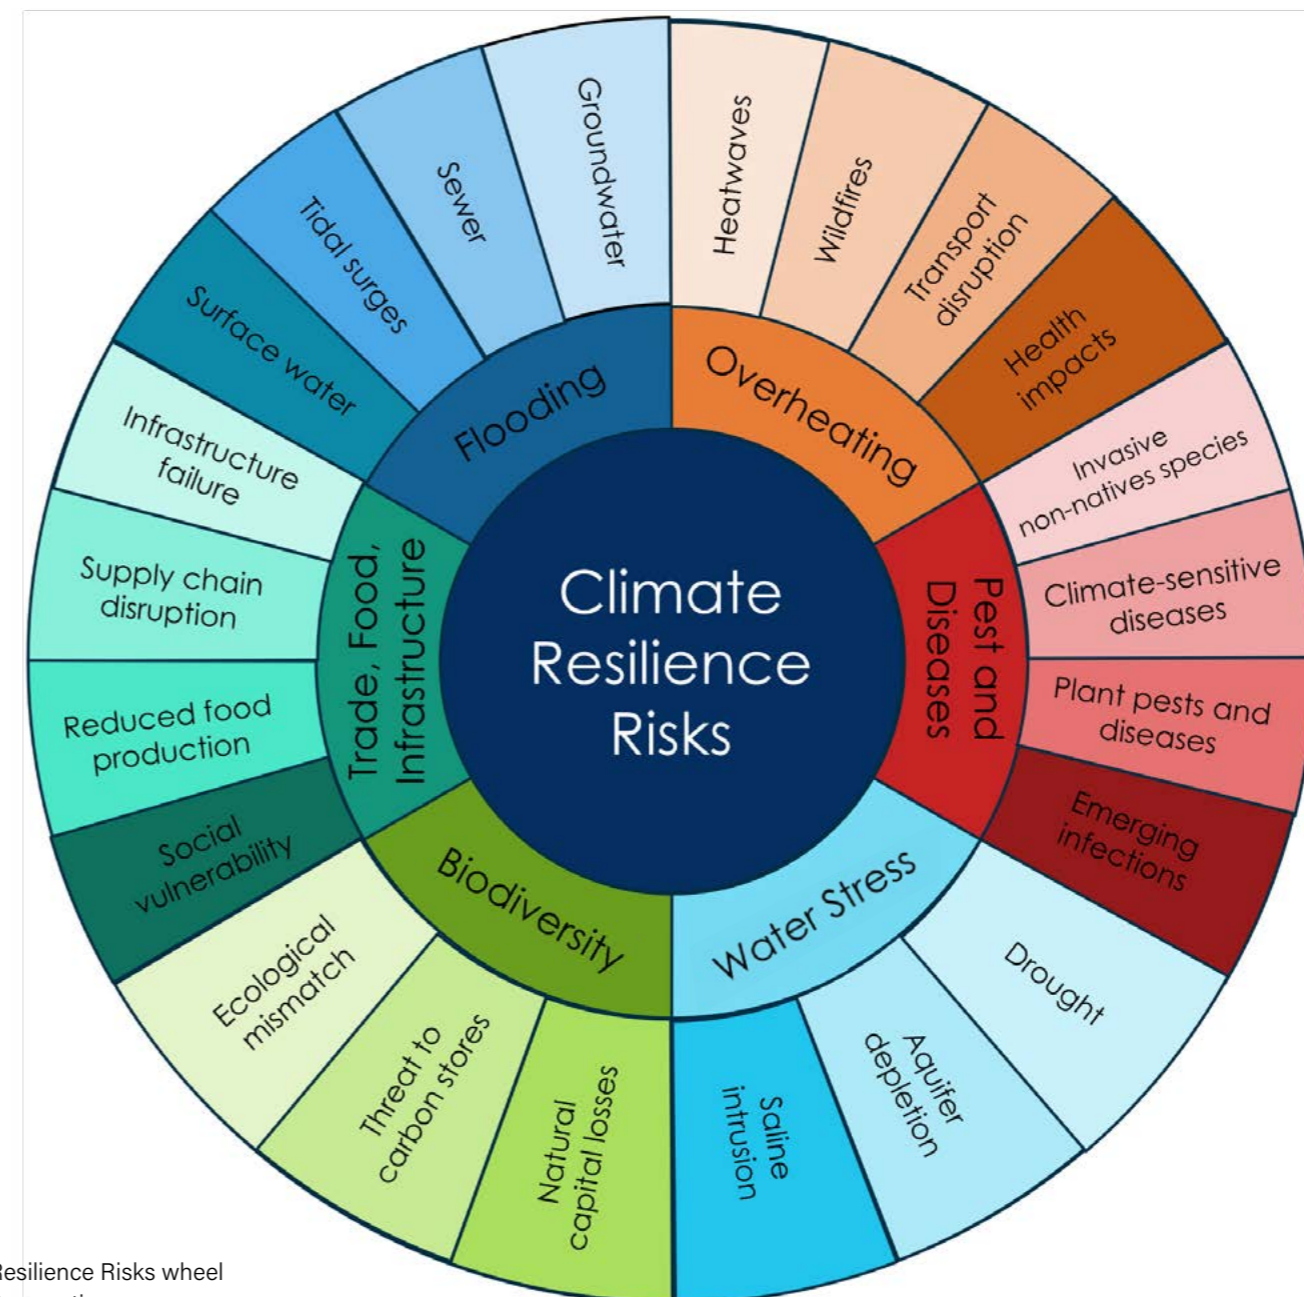 Climate
Resilience
Risks
Overheating
Heatwaves
Wildfires
Transport
disruption
Health
impacts
Pest and
Diseases
Invasive
non-natives species
Climate-sensitive
diseases
Plant pests and
diseases
Emerging
infections
Water Stress
Drought
Aquifer
depletion
Saline
intrusion
Biodiversity
Natural
capital losses
Threat to
carbon stores
Ecological
mismatch
Trade, Food,
Infrastructure
Social
vulnerability
Reduced food
production
Supply chain
disruption
Infrastructure
failure
Flooding
Surface water
Tidal surges
Sewer
Groundwater
Resilience Risks wheel